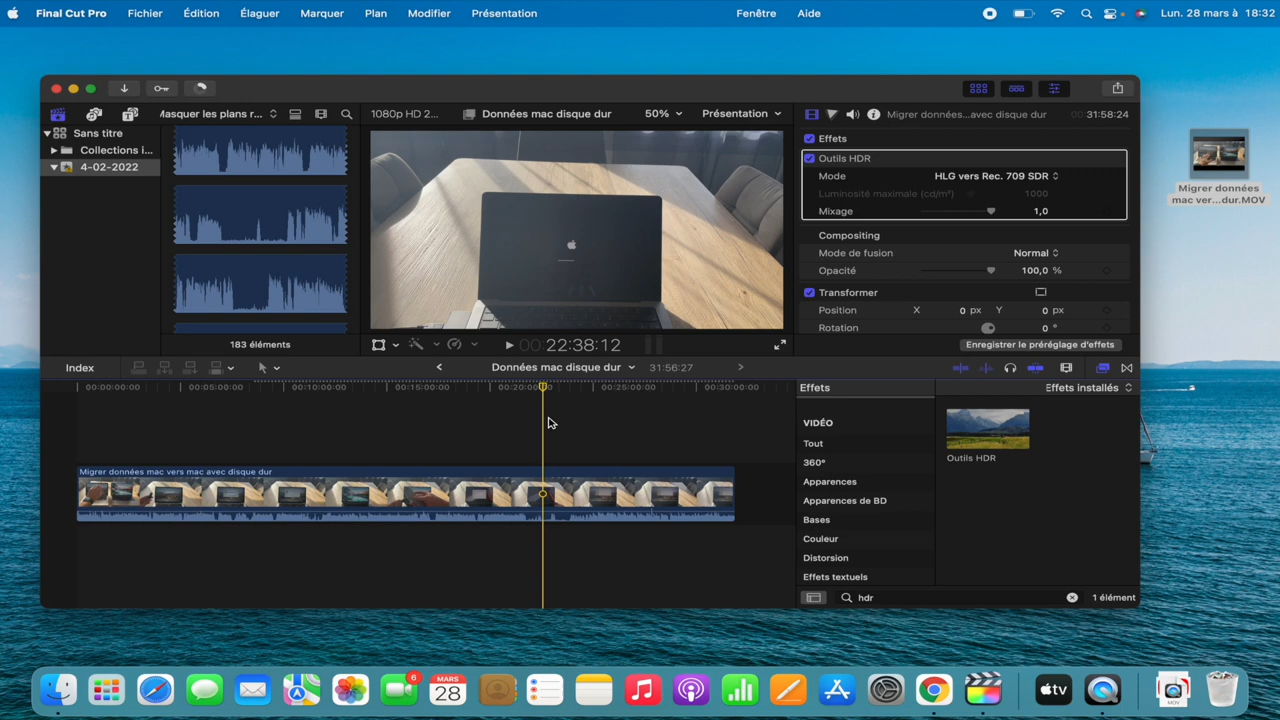 Final Cut Pro Fichier Édition Élaguer Marquer Plan Modifier Présentation Fenêtre Aide Lun. 28 mars à 18:32
Masquer les plans r... 1080p HD 2... Données mac disque dur 50% Présentation Migrer données...avec disque dur 00:31:58:24
Sans titre
Collections i...
4-02-2022
183 éléments
00:22:38:12
Effets
Outils HDR
Mode HLG vers Rec. 709 SDR
Luminosité maximale (cd/m²) 1000
Mixage 1,0
Compositing
Mode de fusion Normal
Opacité 100,0 %
Transformer
Position X 0 px Y 0 px
Rotation 0 °
Enregistrer le préréglage d'effets
Migrer données
mac ver...dur.MOV
Index Données mac disque dur 31:56:27
00:00:00:00 00:05:00:00 00:10:00:00 00:15:00:00 00:20:00:00 00:25:00:00 00:30:00:00
Migrer données mac vers mac avec disque dur
Effets Effets installés
VIDÉO
Tout
360°
Apparences
Apparences de BD
Bases
Couleur
Distorsion
Effets textuels
Outils HDR
hdr 1 élément
6
MARS
28
tv
MOV